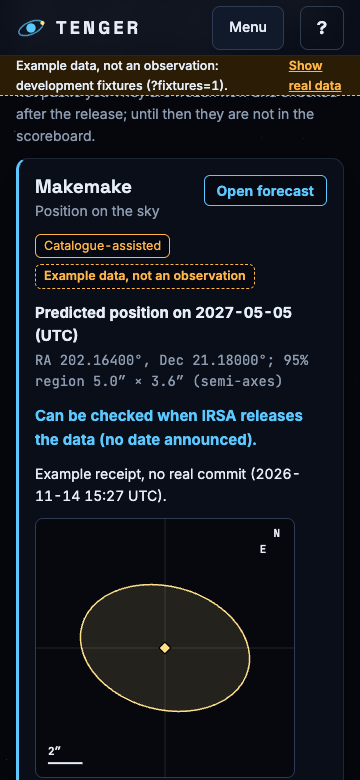 TENGER
Menu
?
Example data, not an observation:
development fixtures (?fixtures=1).
Show
real data
after the release; until then they are not in the
scoreboard.
Makemake
Open forecast
Position on the sky
Catalogue-assisted
Example data, not an observation
Predicted position on 2027-05-05
(UTC)
RA 202.16400°, Dec 21.18000°; 95%
region 5.0″ × 3.6″ (semi-axes)
Can be checked when IRSA releases
the data (no date announced).
Example receipt, no real commit (2026-
11-14 15:27 UTC).
N
E
2″